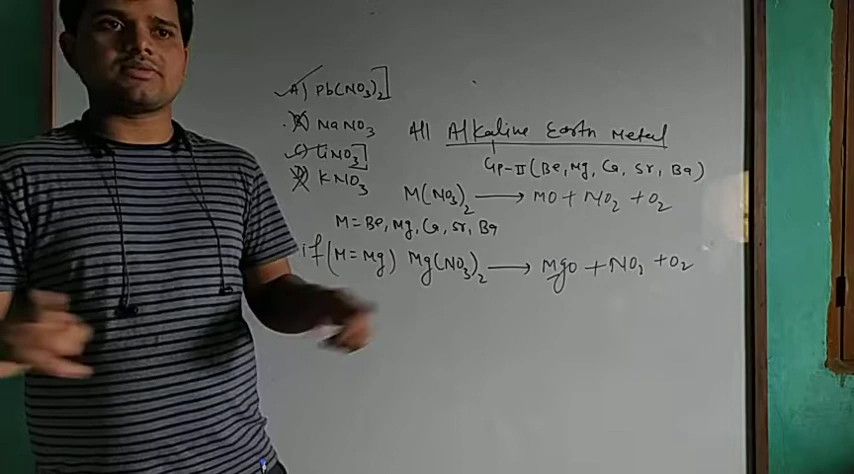 A) Pb(NO3)2]
B) NaNO3
C) LiNO3]
D) KNO3
All Alkaline Earth Metal
Gp-II (Be, Mg, Ca, Sr, Ba)
M(NO3)2 → MO + NO2 + O2
M = Be, Mg, Ca, Sr, Ba
if (M = Mg) Mg(NO3)2 → MgO + NO2 + O2